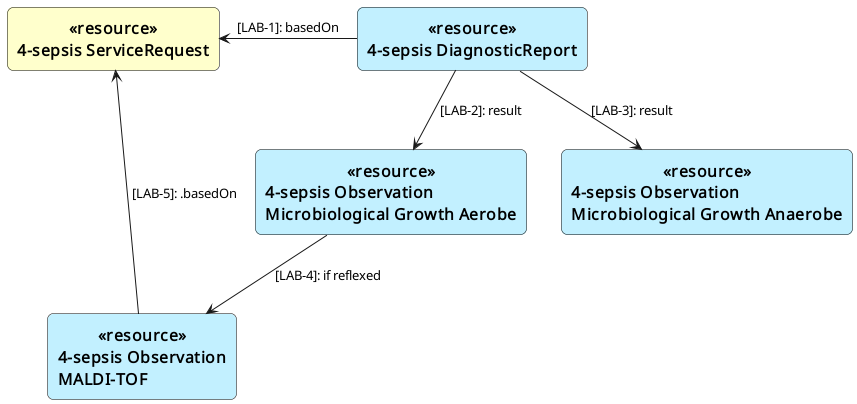 «resource»
4-sepsis ServiceRequest
[LAB-1]: basedOn
«resource»
4-sepsis DiagnosticReport
[LAB-2]: result
[LAB-3]: result
«resource»
4-sepsis Observation
Microbiological Growth Aerobe
«resource»
4-sepsis Observation
Microbiological Growth Anaerobe
[LAB-5]: .basedOn
[LAB-4]: if reflexed
«resource»
4-sepsis Observation
MALDI-TOF